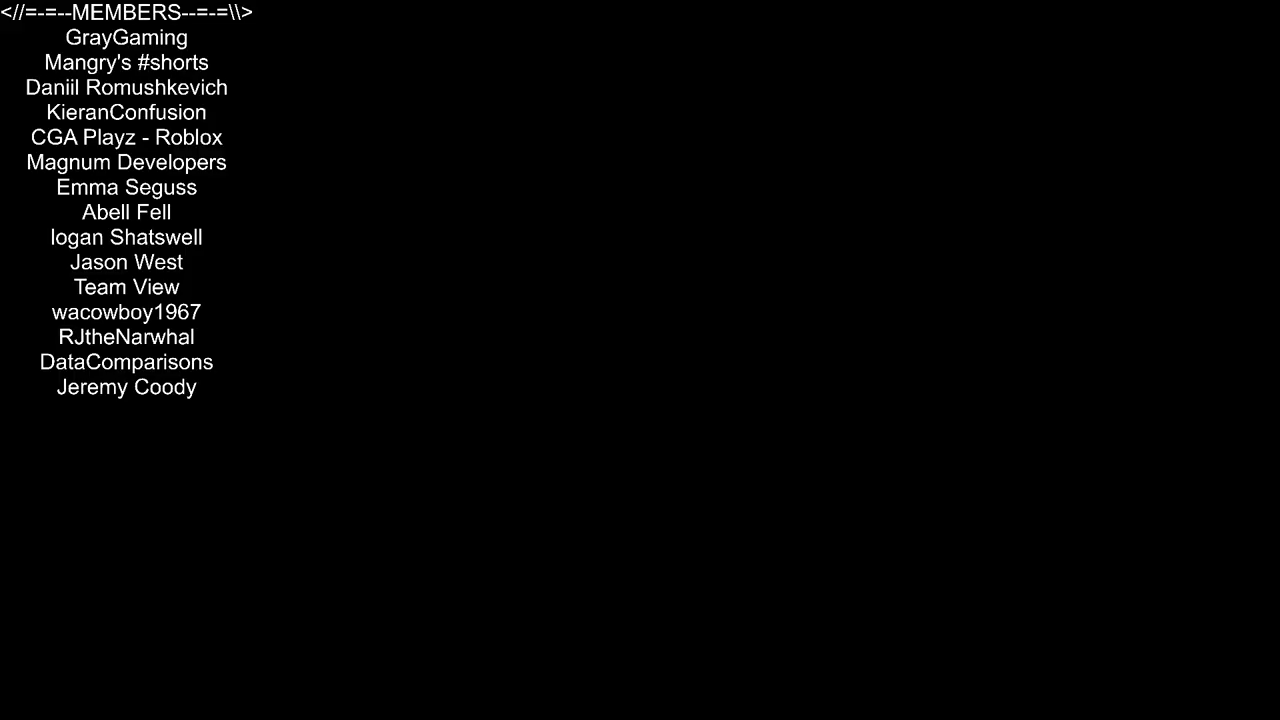 <//=-=--MEMBERS--=-=\\>
GrayGaming
Mangry's #shorts
Daniil Romushkevich
KieranConfusion
CGA Playz - Roblox
Magnum Developers
Emma Seguss
Abell Fell
logan Shatswell
Jason West
Team View
wacowboy1967
RJtheNarwhal
DataComparisons
Jeremy Coody